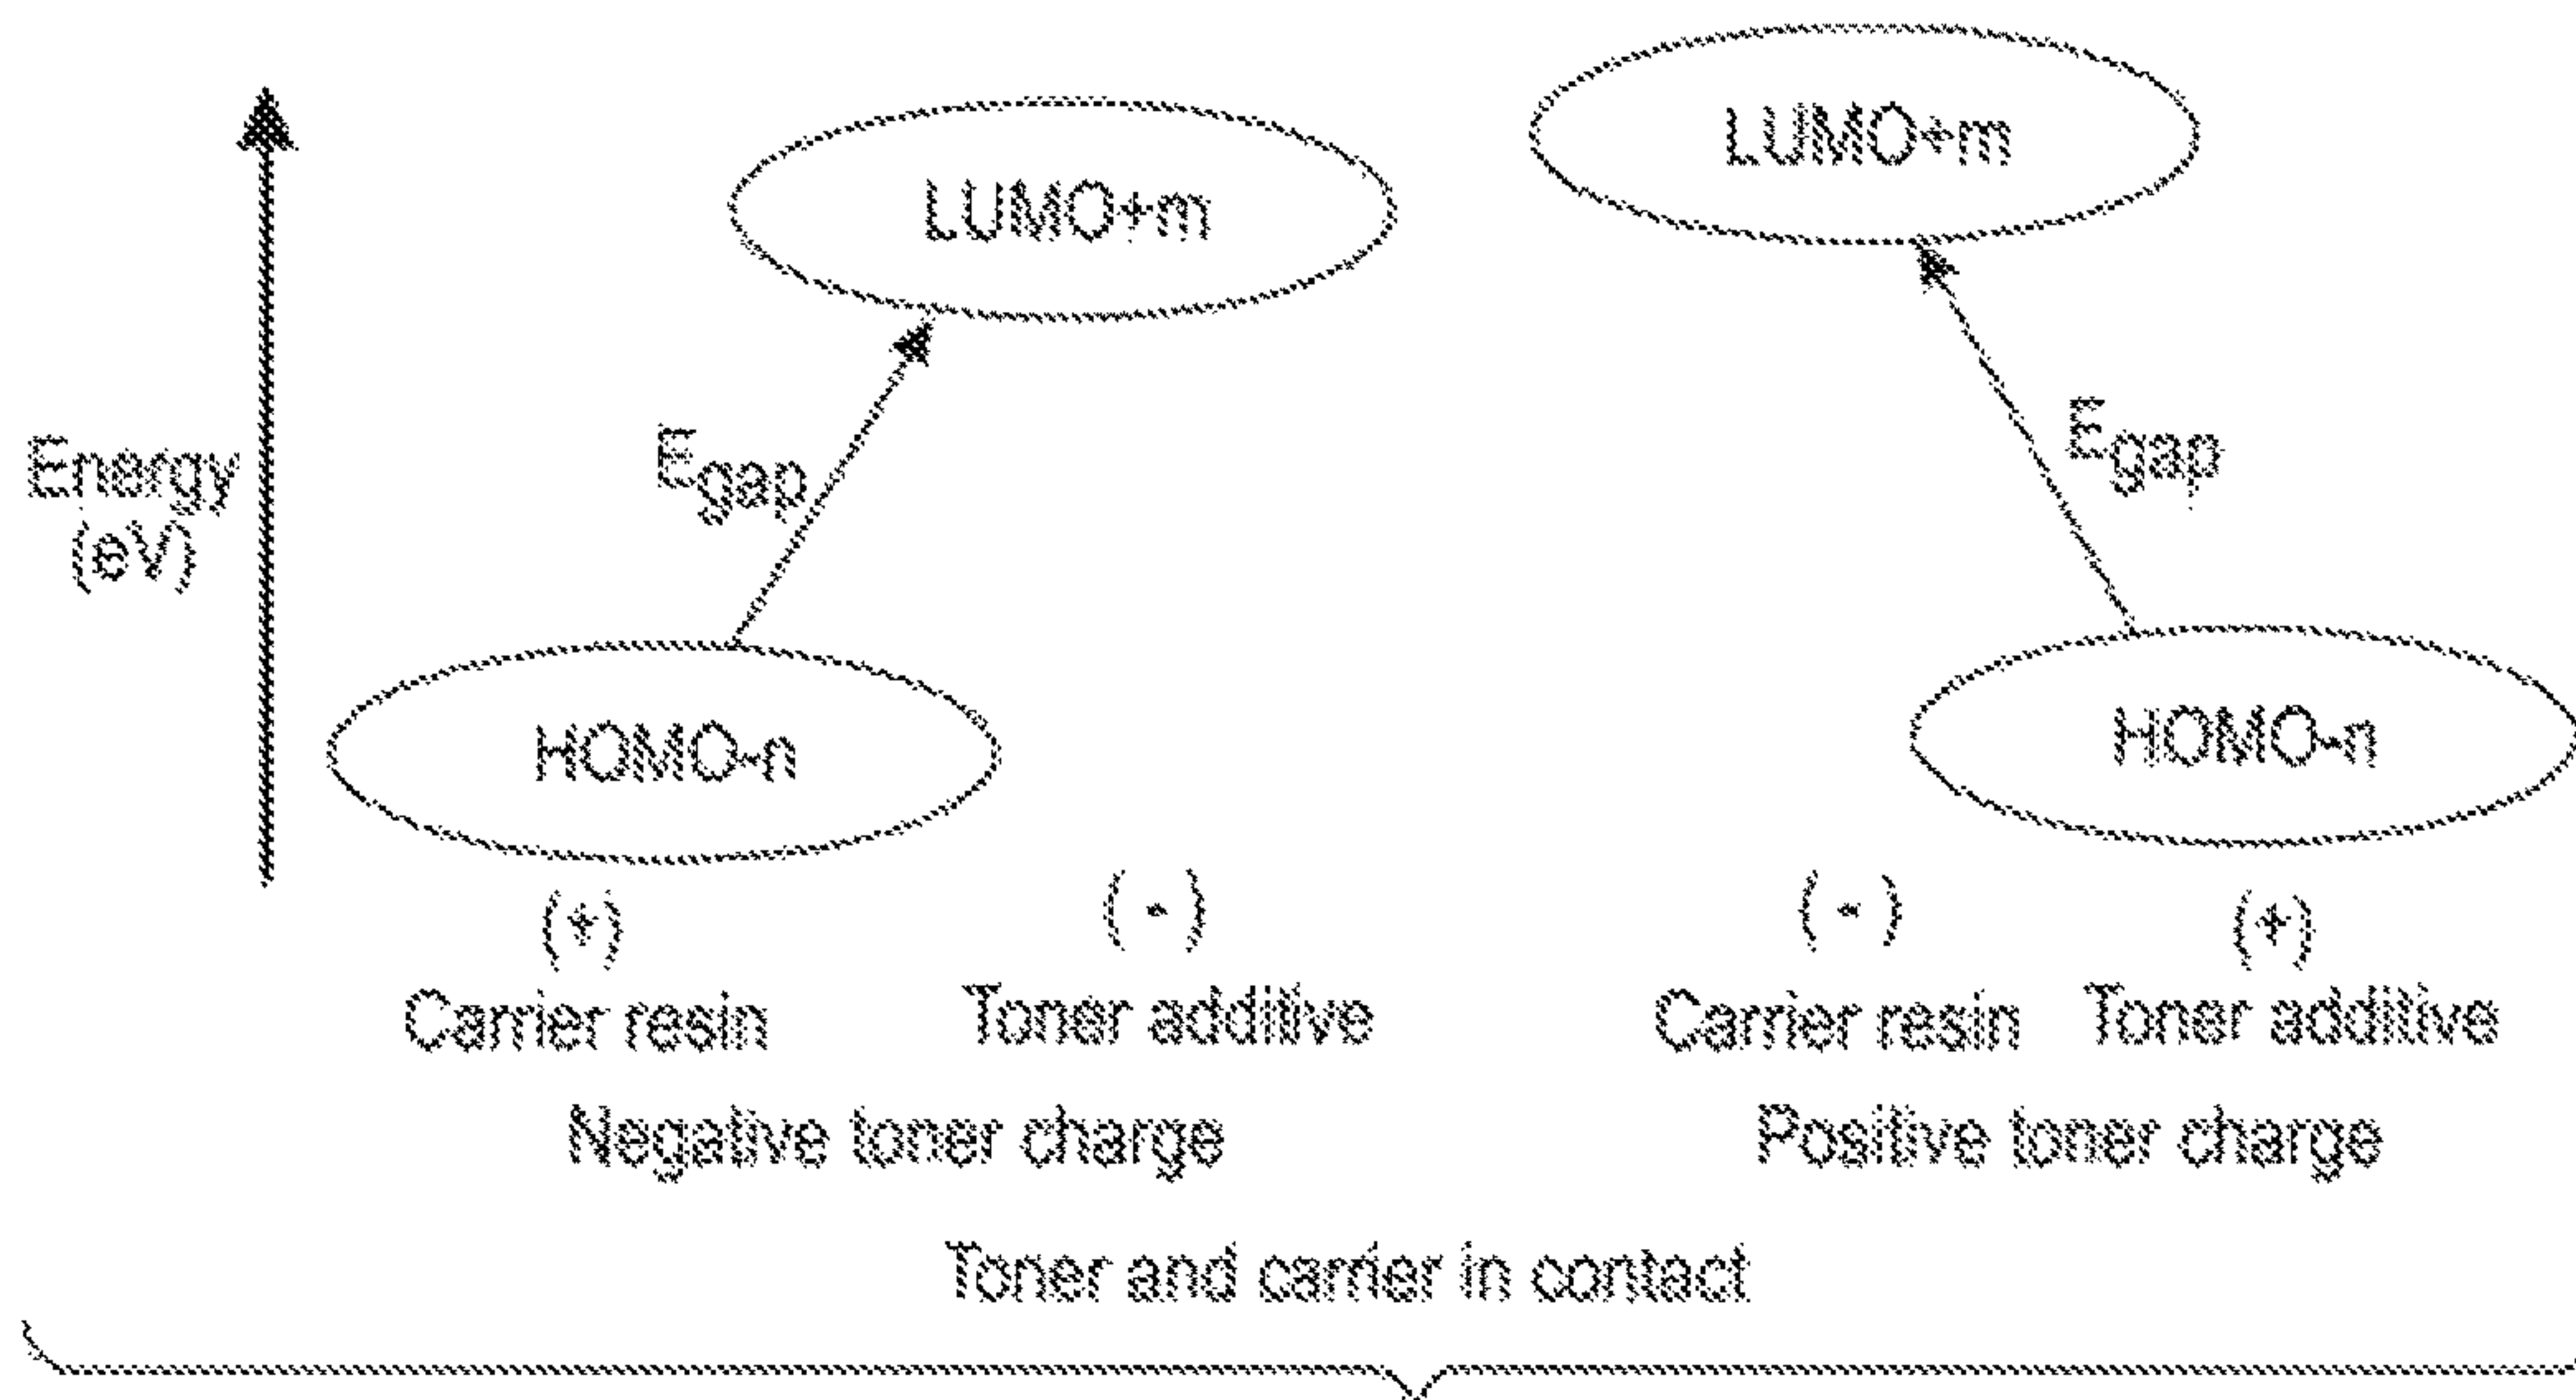 LUMO+m
LUMO+m
Energy
(eV)
Egap
Egap
HOMO-n
HOMO-n
(+)
(-)
(-)
(+)
Carrier resin
Toner additive
Carrier resin
Toner additive
Negative toner charge
Positive toner charge
Toner and carrier in contact